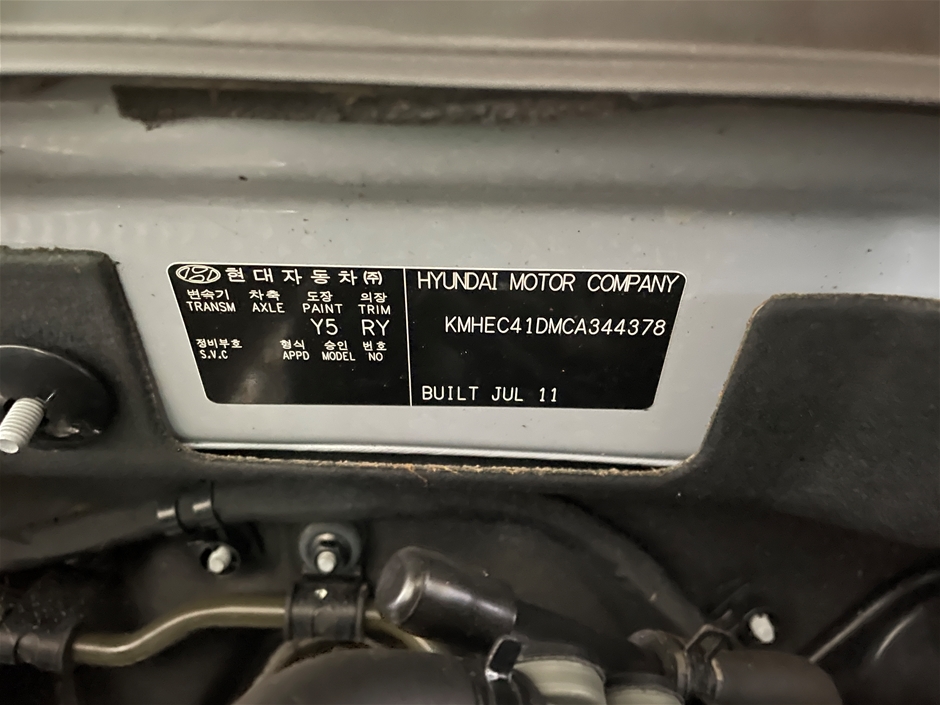 현대자동차㈜
변속기 차축 도장 의장
TRANSM AXLE PAINT TRIM
Y5 RY
정비부호 형식 승인 번호
S.V.C APPD MODEL NO
HYUNDAI MOTOR COMPANY
KMHEC41DMCA344378
BUILT JUL 11